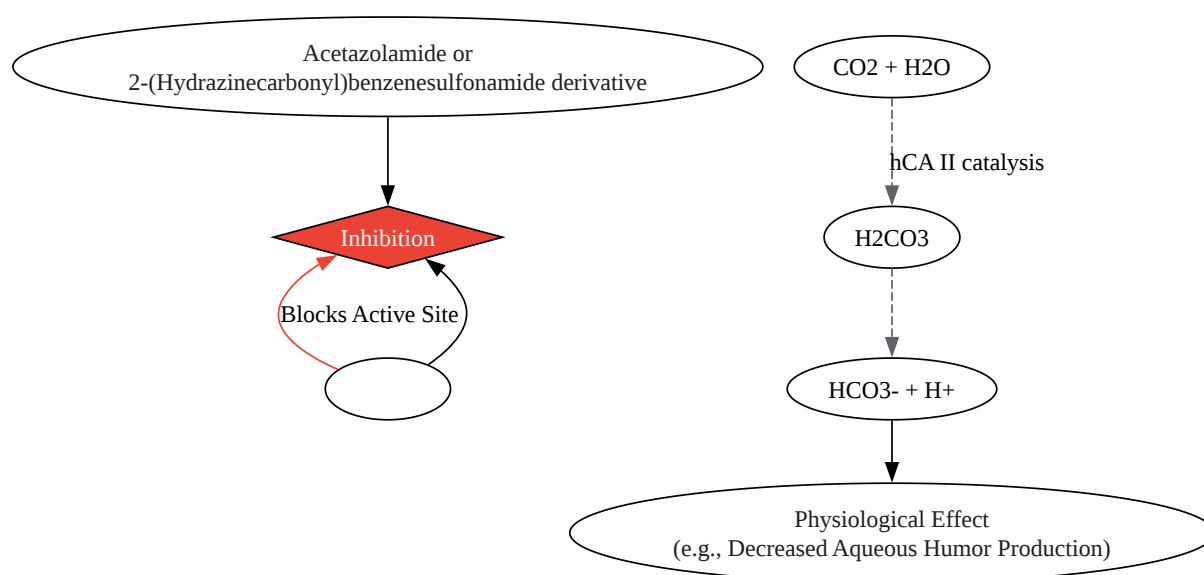 Acetazolamide or
2-(Hydrazinecarbonyl)benzenesulfonamide derivative
Inhibition
Blocks Active Site
CO2 + H2O
hCA II catalysis
H2CO3
HCO3- + H+
Physiological Effect
(e.g., Decreased Aqueous Humor Production)